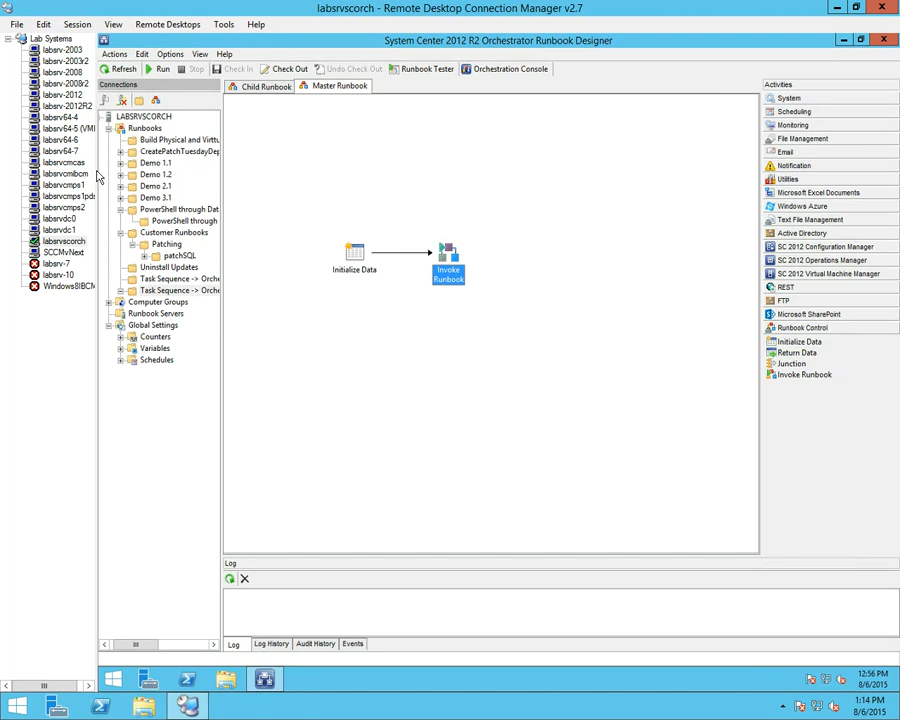 labsrvscorch - Remote Desktop Connection Manager v2.7
File Edit Session View Remote Desktops Tools Help
Lab Systems
labsrv-2003
labsrv-2003r2
labsrv-2008
labsrv-2008r2
labsrv-2012
labsrv-2012R2
labsrv64-4
labsrv64-5 (VMI
labsrv64-6
labsrv64-7
labsrvcmcas
labsrvcmibcm
labsrvcmps1
labsrvcmps1pds
labsrvcmps2
labsrvdc0
labsrvdc1
labsrvscorch
SCCMvNext
labsrv-7
labsrv-10
Windows8IBCM
System Center 2012 R2 Orchestrator Runbook Designer
Actions Edit Options View Help
Refresh Run Stop Check In Check Out Undo Check Out Runbook Tester Orchestration Console
Connections
LABSRVSCORCH
Runbooks
Build Physical and Virtu
CreatePatchTuesdayDep
Demo 1.1
Demo 1.2
Demo 2.1
Demo 3.1
PowerShell through Dat
PowerShell through
Customer Runbooks
Patching
patchSQL
Uninstall Updates
Task Sequence -> Orche
Task Sequence -> Orche
Computer Groups
Runbook Servers
Global Settings
Counters
Variables
Schedules
Child Runbook Master Runbook
Initialize Data
Invoke
Runbook
Activities
System
Scheduling
Monitoring
File Management
Email
Notification
Utilities
Microsoft Excel Documents
Windows Azure
Text File Management
Active Directory
SC 2012 Configuration Manager
SC 2012 Operations Manager
SC 2012 Virtual Machine Manager
REST
FTP
Microsoft SharePoint
Runbook Control
Initialize Data
Return Data
Junction
Invoke Runbook
Log
Log Log History Audit History Events
12:56 PM
8/6/2015
1:14 PM
8/6/2015